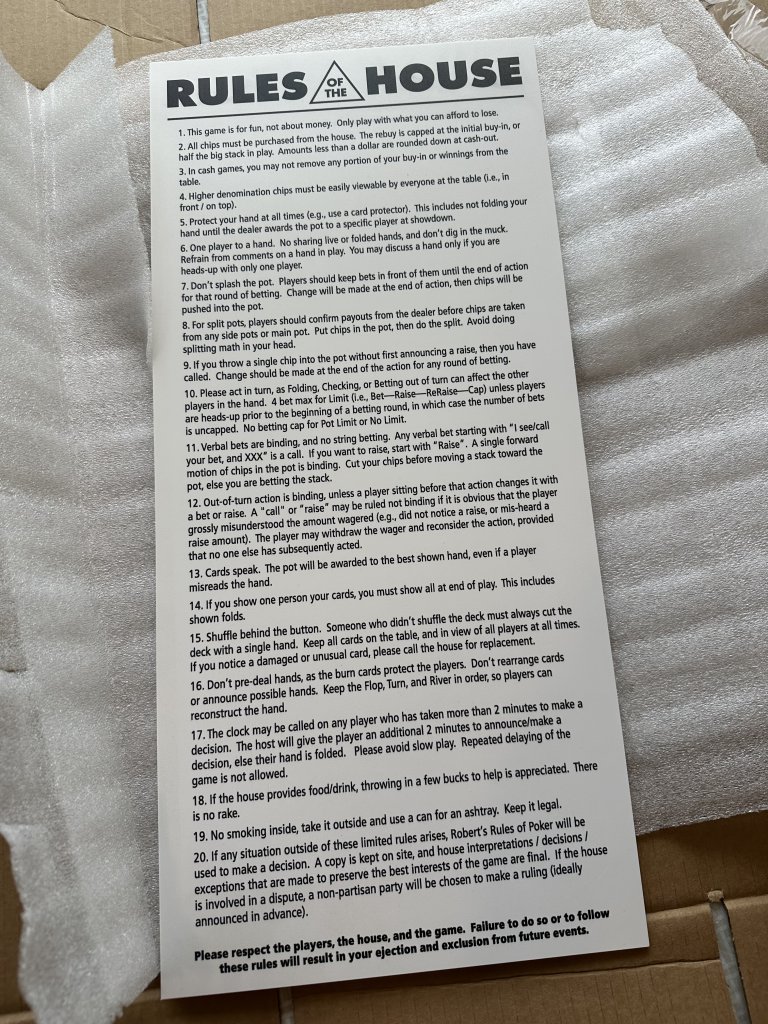 RULES OF THE HOUSE
1. This game is for fun, not about money. Only play with what you can afford to lose.
2. All chips must be purchased from the house. The rebuy is capped at the initial buy-in, or
half the big stack in play. Amounts less than a dollar are rounded down at cash-out.
3. In cash games, you may not remove any portion of your buy-in or winnings from the
table.
4. Higher denomination chips must be easily viewable by everyone at the table (i.e., in
front / on top).
5. Protect your hand at all times (e.g., use a card protector). This includes not folding your
hand until the dealer awards the pot to a specific player at showdown.
6. One player to a hand. No sharing live or folded hands, and don't dig in the muck.
Refrain from comments on a hand in play. You may discuss a hand only if you are
heads-up with only one player.
7. Don't splash the pot. Players should keep bets in front of them until the end of action
for that round of betting. Change will be made at the end of action, then chips will be
pushed into the pot.
8. For split pots, players should confirm payouts from the dealer before chips are taken
from any side pots or main pot. Put chips in the pot, then do the split. Avoid doing
splitting math in your head.
9. If you throw a single chip into the pot without first announcing a raise, then you have
called. Change should be made at the end of the action for any round of betting.
10. Please act in turn, as Folding, Checking, or Betting out of turn can affect the other
players in the hand. 4 bet max for Limit (i.e., Bet—Raise—ReRaise—Cap) unless players
are heads-up prior to the beginning of a betting round, in which case the number of bets
is uncapped. No betting cap for Pot Limit or No Limit.
11. Verbal bets are binding, and no string betting. Any verbal bet starting with "I see/call
your bet, and XXX" is a call. If you want to raise, start with "Raise". A single forward
motion of chips in the pot is binding. Cut your chips before moving a stack toward the
pot, else you are betting the stack.
12. Out-of-turn action is binding, unless a player sitting before that action changes it with
a bet or raise. A "call" or "raise" may be ruled not binding if it is obvious that the player
grossly misunderstood the amount wagered (e.g., did not notice a raise, or mis-heard a
raise amount). The player may withdraw the wager and reconsider the action, provided
that no one else has subsequently acted.
13. Cards speak. The pot will be awarded to the best shown hand, even if a player
misreads the hand.
14. If you show one person your cards, you must show all at end of play. This includes
shown folds.
15. Shuffle behind the button. Someone who didn't shuffle the deck must always cut the
deck with a single hand. Keep all cards on the table, and in view of all players at all times.
If you notice a damaged or unusual card, please call the house for replacement.
16. Don't pre-deal hands, as the burn cards protect the players. Don't rearrange cards
or announce possible hands. Keep the Flop, Turn, and River in order, so players can
reconstruct the hand.
17. The clock may be called on any player who has taken more than 2 minutes to make a
decision. The host will give the player an additional 2 minutes to announce/make a
decision, else their hand is folded. Please avoid slow play. Repeated delaying of the
game is not allowed.
18. If the house provides food/drink, throwing in a few bucks to help is appreciated. There
is no rake.
19. No smoking inside, take it outside and use a can for an ashtray. Keep it legal.
20. If any situation outside of these limited rules arises, Robert's Rules of Poker will be
used to make a decision. A copy is kept on site, and house interpretations / decisions /
exceptions that are made to preserve the best interests of the game are final. If the house
is involved in a dispute, a non-partisan party will be chosen to make a ruling (ideally
announced in advance).
Please respect the players, the house, and the game. Failure to do so or to follow
these rules will result in your ejection and exclusion from future events.